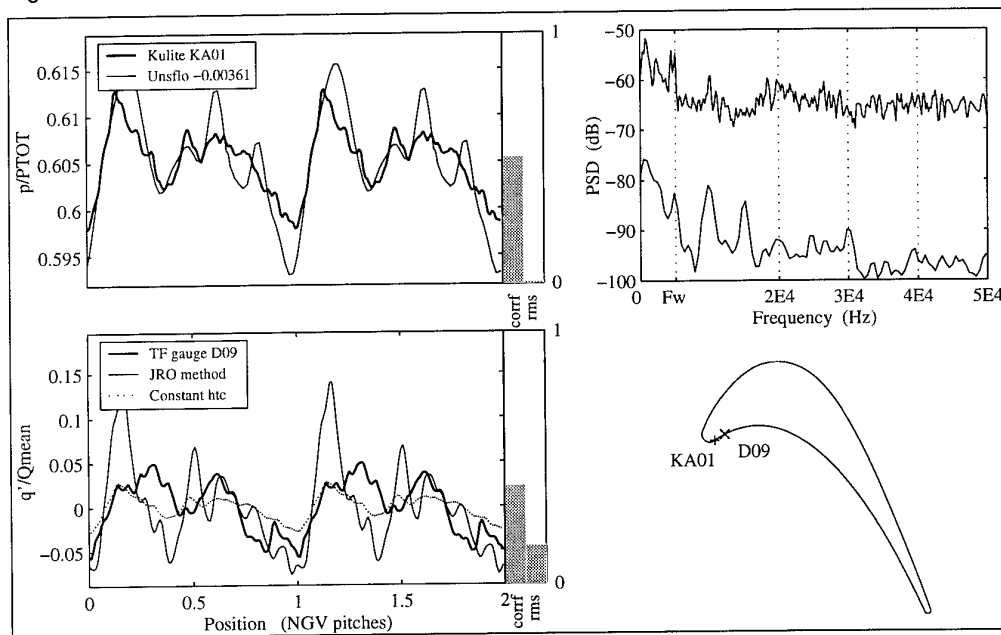 Kulite KA01
Unsflo -0.00361
p/PTOT
0.615
0.61
0.605
0.6
0.595
1
0
corrf
rms
PSD (dB)
-50
-60
-70
-80
-90
-100
0 Fw 2E4 3E4 4E4 5E4
Frequency (Hz)
TF gauge D09
JRO method
Constant htc
q'/Qmean
0.15
0.1
0.05
0
-0.05
0 0.5 1 1.5 2
Position (NGV pitches)
1
0
corrf
rms
KA01
D09